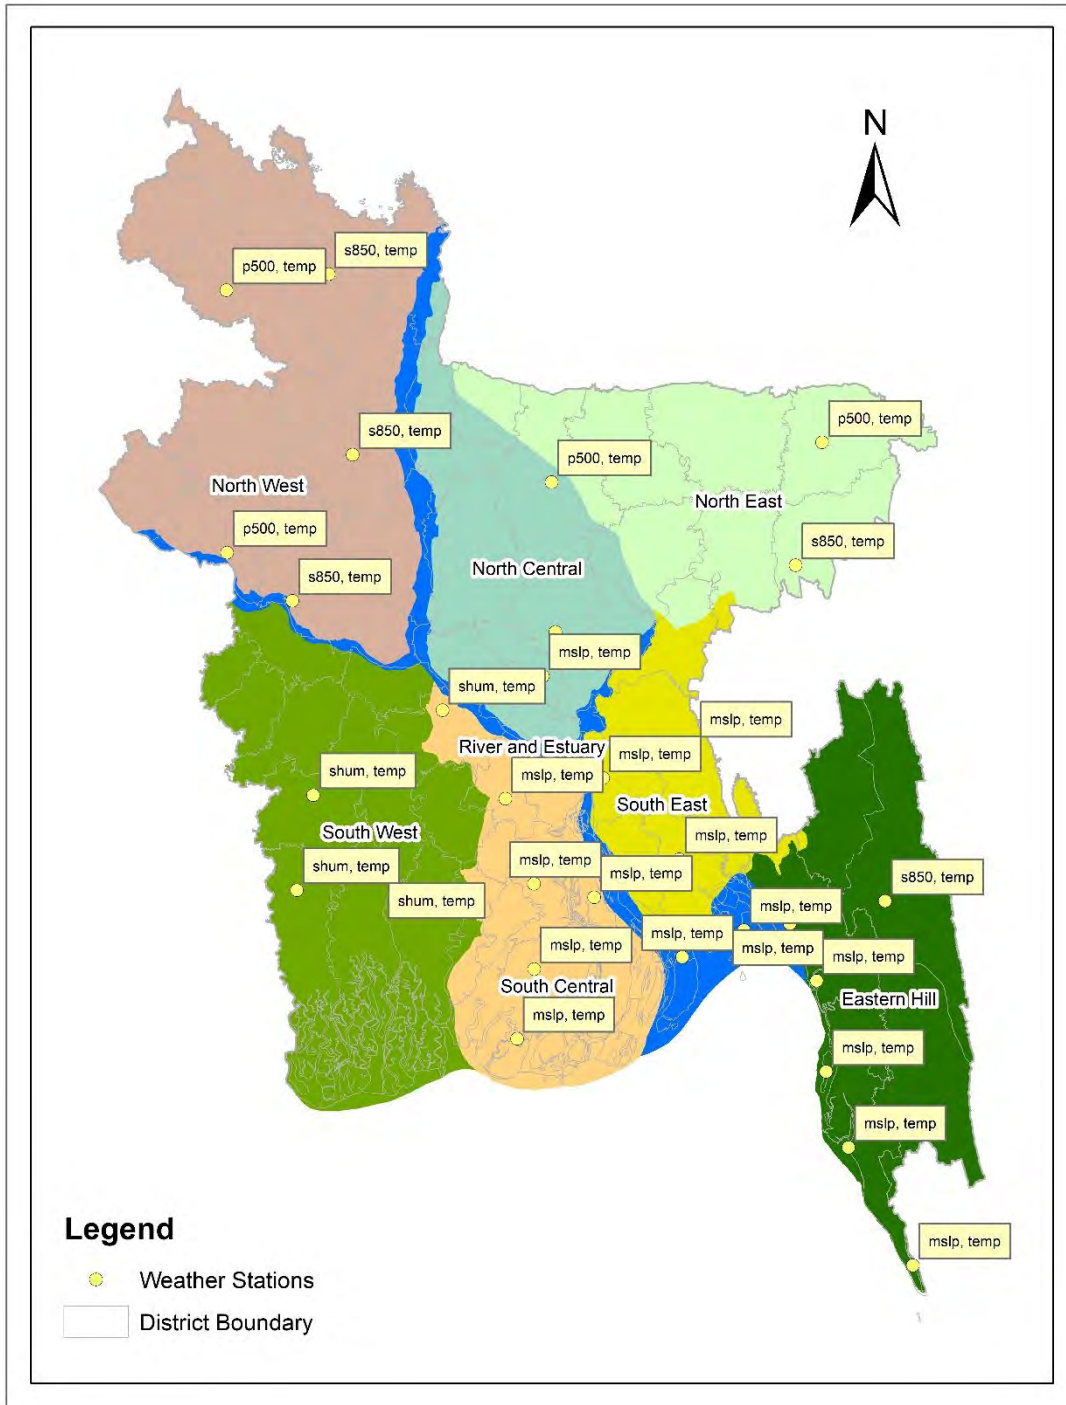 N
s850, temp
p500, temp
s850, temp
p500, temp
p500, temp
North West
North East
p500, temp
s850, temp
North Central
s850, temp
mslp, temp
shum, temp
mslp, temp
River and Estuary
mslp, temp
shum, temp
mslp, temp
South East
South West
mslp, temp
mslp, temp
shum, temp
mslp, temp
s850, temp
shum, temp
mslp, temp
mslp, temp
mslp, temp
mslp, temp
mslp, temp
South Central
Eastern Hill
mslp, temp
mslp, temp
mslp, temp
mslp, temp
Legend
Weather Stations
District Boundary